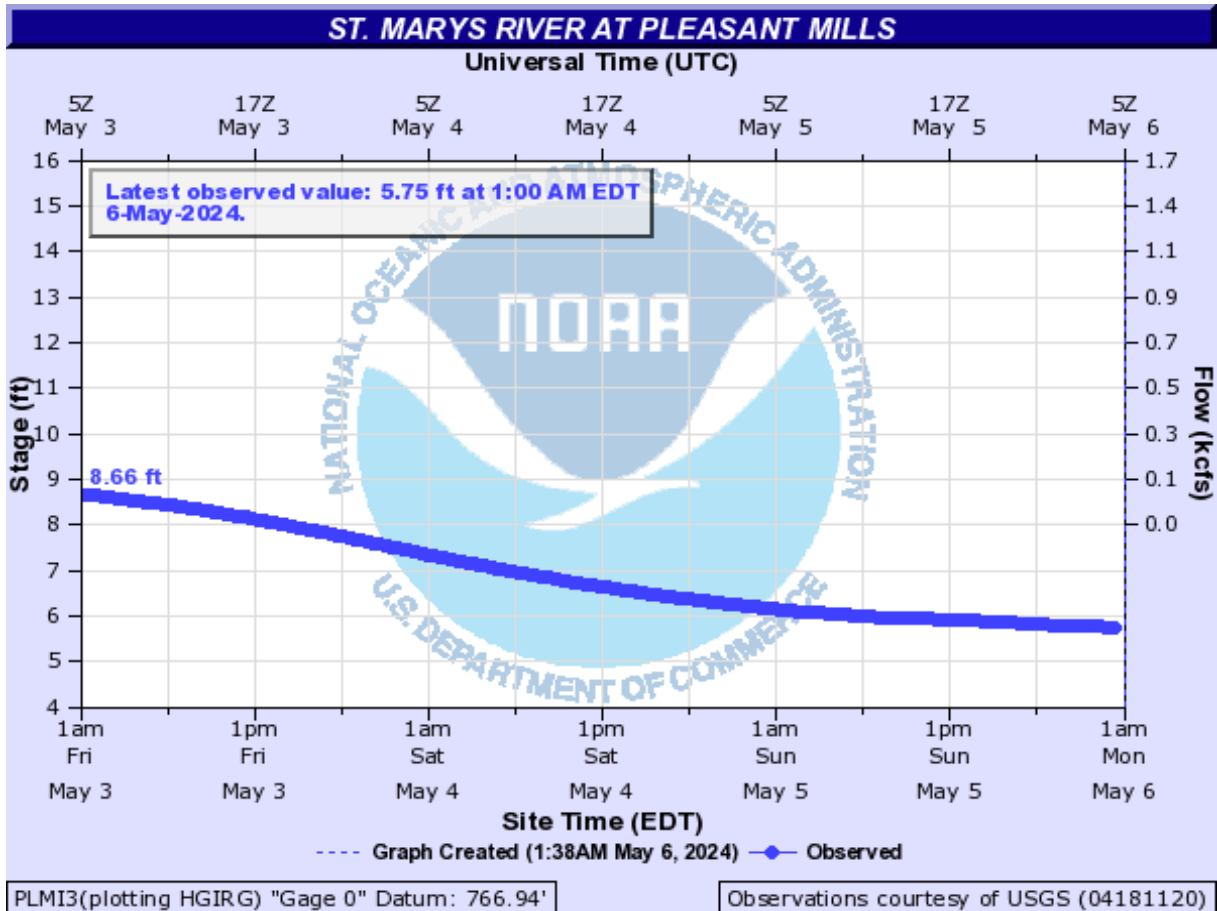 ST. MARYS RIVER AT PLEASANT MILLS
Universal Time (UTC)
5Z 17Z 5Z 17Z 5Z 17Z 5Z
May 3 May 3 May 4 May 4 May 5 May 5 May 6
Latest observed value: 5.75 ft at 1:00 AM EDT
6-May-2024.
NATIONAL OCEANIC AND ATMOSPHERIC ADMINISTRATION
NOAA
U.S. DEPARTMENT OF COMMERCE
Stage (ft)
16
15
14
13
12
11
10
9
8
7
6
5
4
8.66 ft
1.7
1.4
1.1
0.9
0.7
0.5
0.3
0.1
0.0
Flow (kcfs)
1am 1pm 1am 1pm 1am 1pm 1am
Fri Fri Sat Sat Sun Sun Mon
May 3 May 3 May 4 May 4 May 5 May 5 May 6
Site Time (EDT)
Graph Created (1:38AM May 6, 2024) Observed
PLMI3(plotting HGIRG) "Gage 0" Datum: 766.94'
Observations courtesy of USGS (04181120)